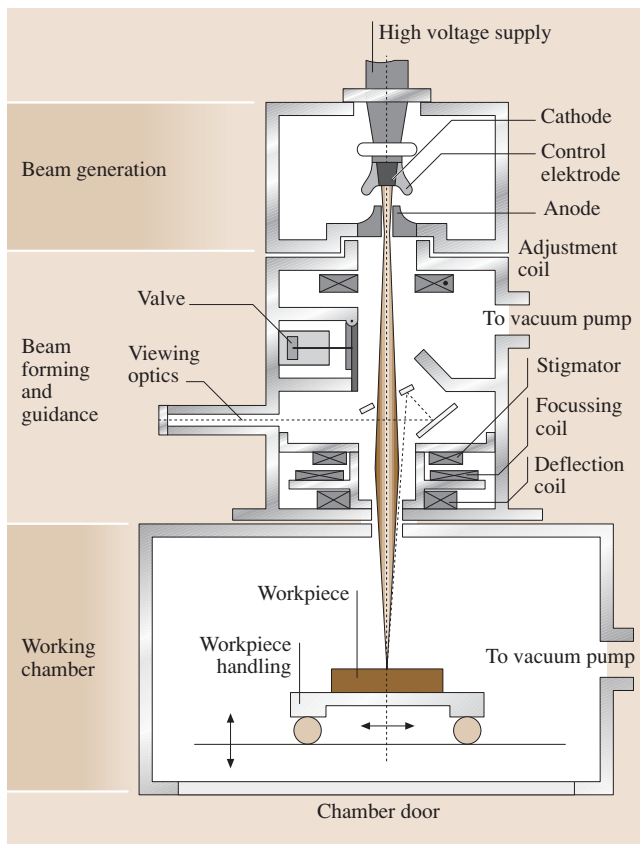 High voltage supply
Cathode
Control
elektrode
Anode
Beam generation
Adjustment
coil
Valve
To vacuum pump
Beam
forming
and
guidance
Viewing
optics
Stigmator
Focussing
coil
Deflection
coil
Workpiece
Working
chamber
Workpiece
handling
To vacuum pump
Chamber door